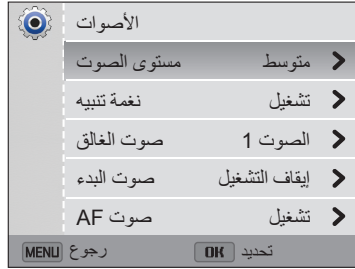 الأصوات
مستوى الصوت متوسط
نغمة تنبيه تشغيل
صوت الغالق الصوت 1
صوت البدء إيقاف التشغيل
صوت AF تشغيل
MENU رجوع OK تحديد